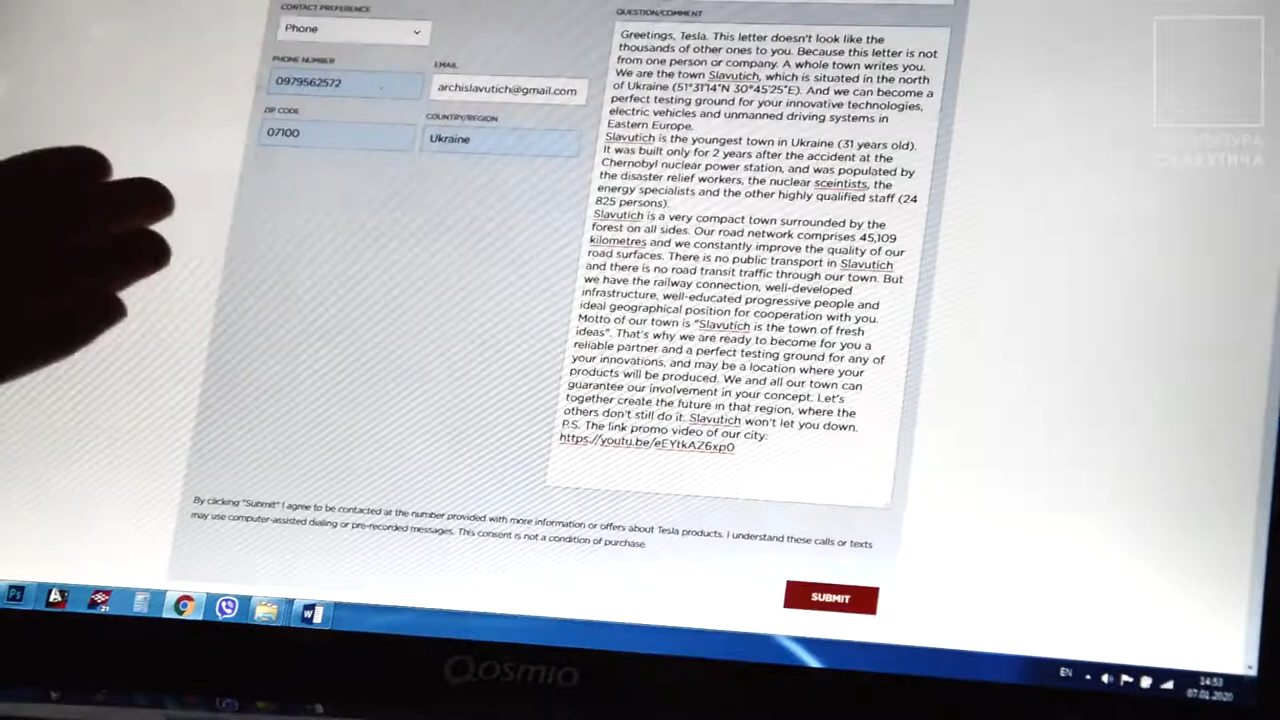 CONTACT PREFERENCE
Phone
PHONE NUMBER
0979562572
EMAIL
archislavutich@gmail.com
ZIP CODE
07100
COUNTRY/REGION
Ukraine
QUESTION/COMMENT
Greetings, Tesla. This letter doesn't look like the
thousands of other ones to you. Because this letter is not
from one person or company. A whole town writes you.
We are the town Slavutich, which is situated in the north
of Ukraine (51°31'14"N 30°45'25"E). And we can become a
perfect testing ground for your innovative technologies,
electric vehicles and unmanned driving systems in
Eastern Europe.
Slavutich is the youngest town in Ukraine (31 years old).
It was built only for 2 years after the accident at the
Chernobyl nuclear power station, and was populated by
the disaster relief workers, the nuclear sceintists, the
energy specialists and the other highly qualified staff (24
825 persons).
Slavutich is a very compact town surrounded by the
forest on all sides. Our road network comprises 45,109
kilometres and we constantly improve the quality of our
road surfaces. There is no public transport in Slavutich
and there is no road transit traffic through our town. But
we have the railway connection, well-developed
infrastructure, well-educated progressive people and
ideal geographical position for cooperation with you.
Motto of our town is "Slavutich is the town of fresh
ideas". That's why we are ready to become for you a
reliable partner and a perfect testing ground for any of
your innovations, and may be a location where your
products will be produced. We and all our town can
guarantee our involvement in your concept. Let's
together create the future in that region, where the
others don't still do it. Slavutich won't let you down.
P.S. The link promo video of our city:
https://youtu.be/eEYtkAZ6xp0
By clicking "Submit" I agree to be contacted at the number provided with more information or offers about Tesla products. I understand these calls or texts
may use computer-assisted dialing or pre-recorded messages. This consent is not a condition of purchase.
SUBMIT
Ps
21
W
EN
14:53
07.01.2020
Qosmio
СЛАВУТИЧА